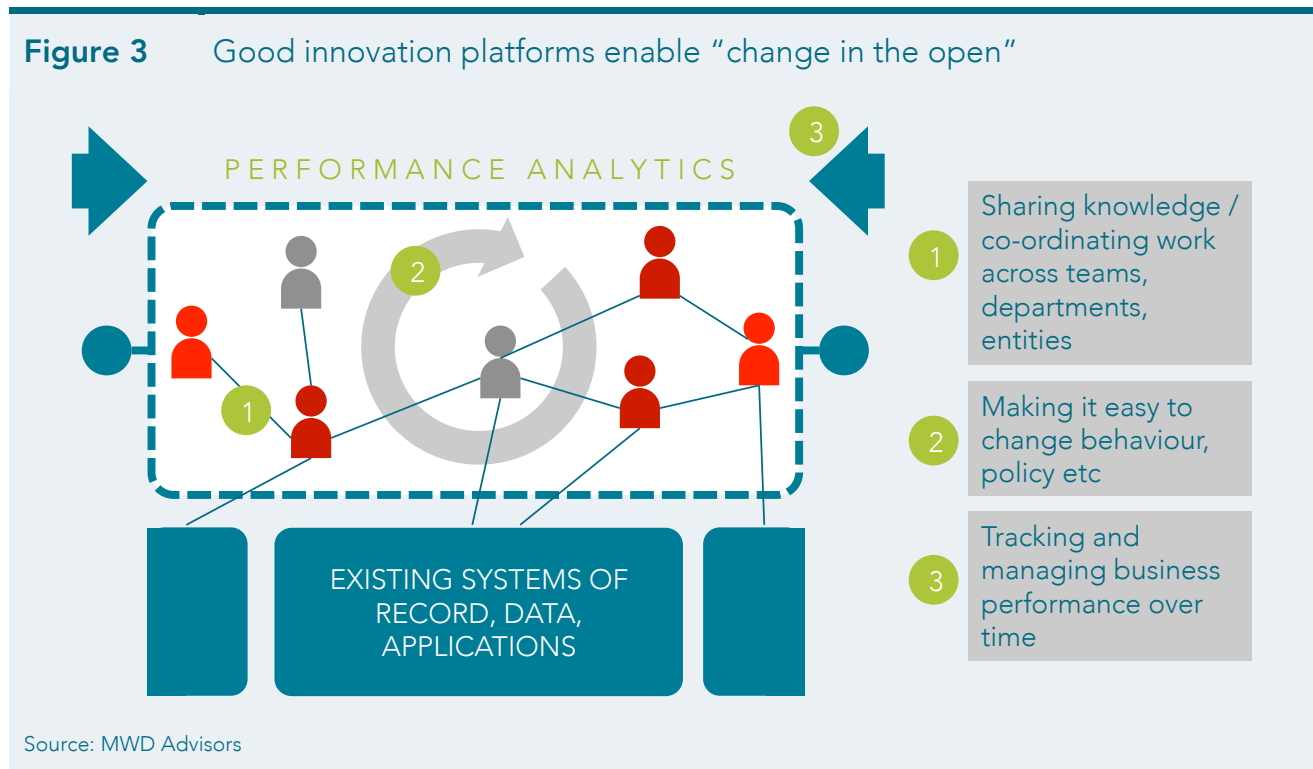 Figure 3 Good innovation platforms enable “change in the open”
3
PERFORMANCE ANALYTICS
2
1
EXISTING SYSTEMS OF
RECORD, DATA,
APPLICATIONS
1
Sharing knowledge /
co-ordinating work
across teams,
departments,
entities
2
Making it easy to
change behaviour,
policy etc
3
Tracking and
managing business
performance over
time
Source: MWD Advisors